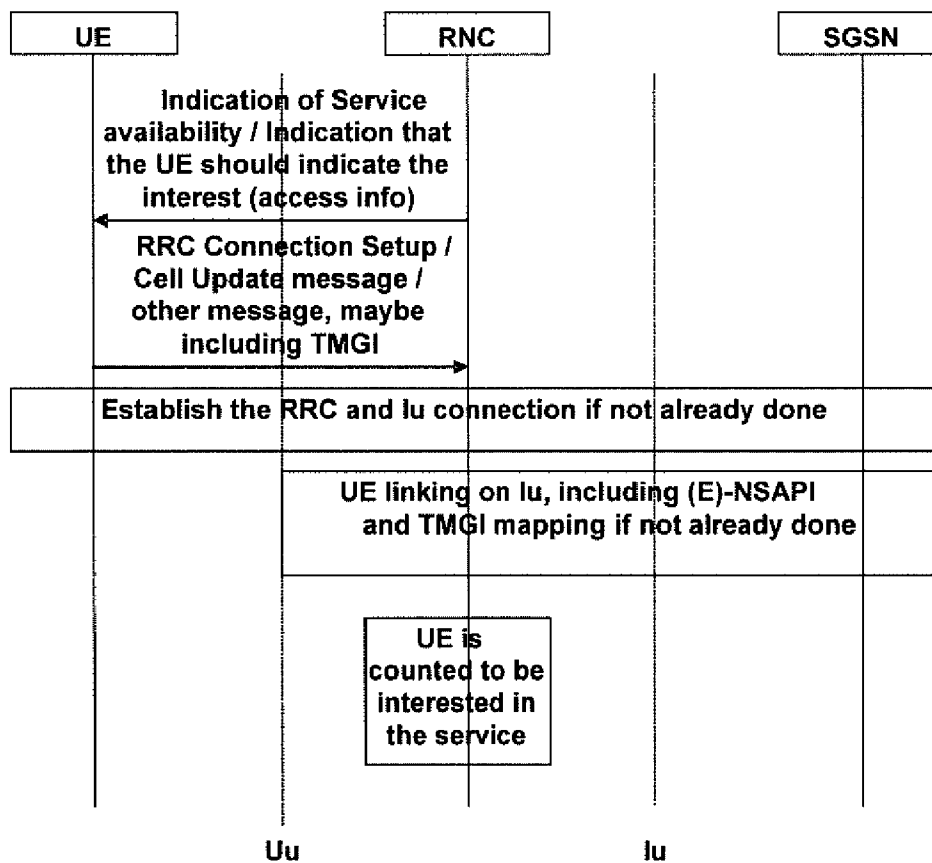 UE
RNC
SGSN
Indication of Service
availability / Indication that
the UE should indicate the
interest (access info)
RRC Connection Setup /
Cell Update message /
other message, maybe
including TMGI
Establish the RRC and Iu connection if not already done
UE linking on Iu, including (E)-NSAPI
and TMGI mapping if not already done
UE is
counted to be
interested in
the service
Uu
Iu